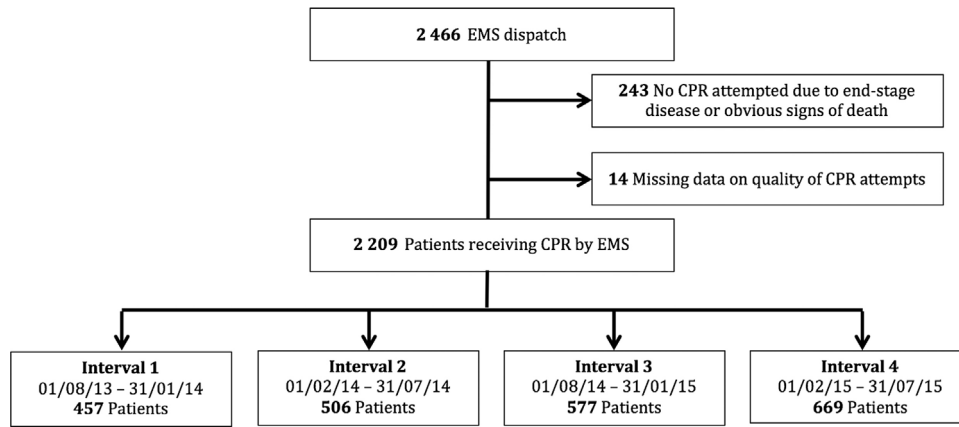 2 466 EMS dispatch
243 No CPR attempted due to end-stage
disease or obvious signs of death
14 Missing data on quality of CPR attempts
2 209 Patients receiving CPR by EMS
Interval 1
01/08/13 – 31/01/14
457 Patients
Interval 2
01/02/14 – 31/07/14
506 Patients
Interval 3
01/08/14 – 31/01/15
577 Patients
Interval 4
01/02/15 – 31/07/15
669 Patients